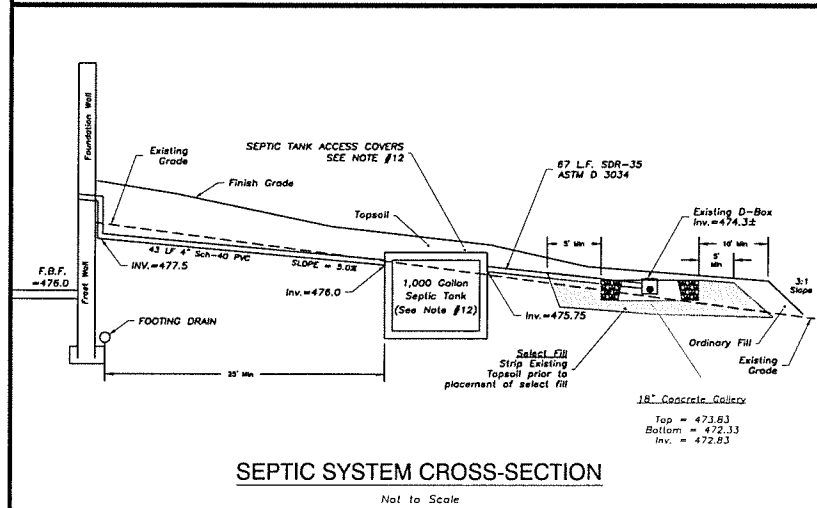 Foundation Wall
Existing
Grade
Finish Grade
SEPTIC TANK ACCESS COVERS
SEE NOTE #12
Topsoil
67 L.F. SDR-35
ASTM D 3034
Existing D-Box
Inv.=474.3±
5' Min
10' Min
5'
Min
3:1
Slope
43 LF 4" Sch-40 PVC
SLOPE = 3.0%
INV.=477.5
Inv.=476.0
F.B.F.
=476.0
Frost Wall
1,000 Gallon
Septic Tank
(See Note #12)
Inv.=475.75
FOOTING DRAIN
25' Min
Select Fill
Strip Existing
Topsoil prior to
placement of select fill
Ordinary Fill
Existing
Grade
18" Concrete Gallery
Top = 473.83
Bottom = 472.33
Inv. = 472.83
SEPTIC SYSTEM CROSS-SECTION
Not to Scale